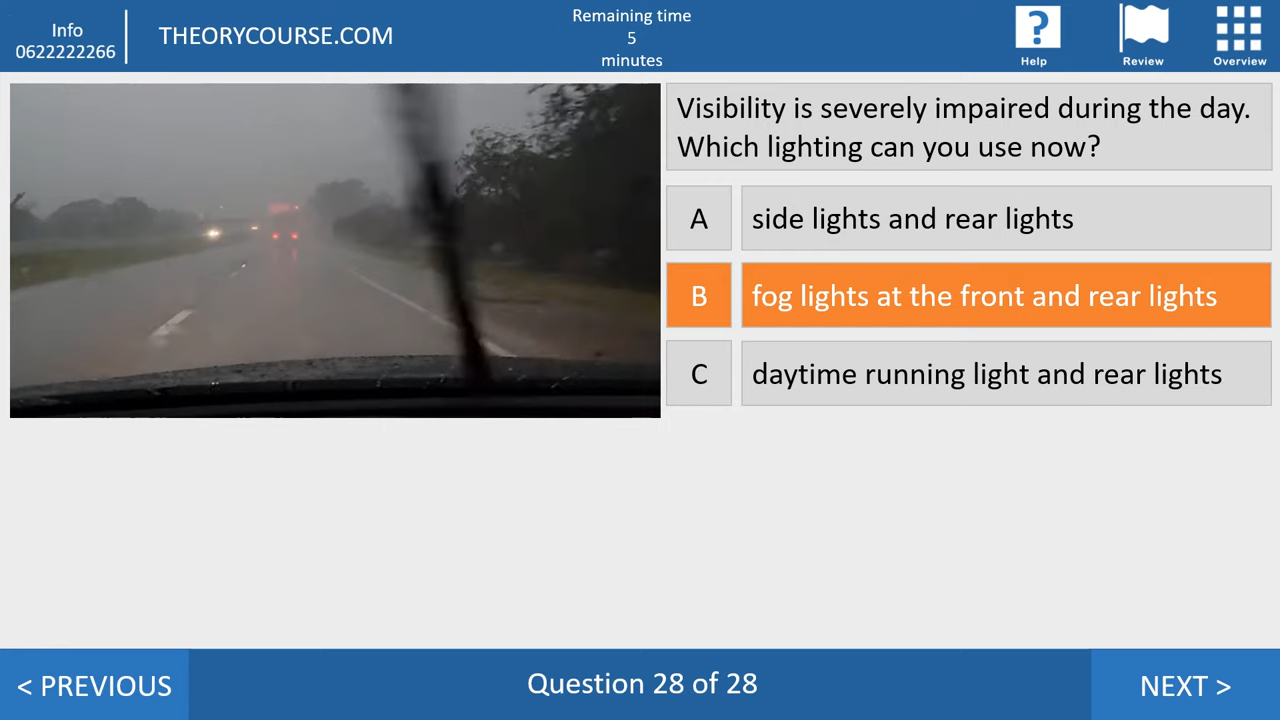 Info
0622222266
THEORYCOURSE.COM
Remaining time
5
minutes
Help
Review
Overview
Visibility is severely impaired during the day.
Which lighting can you use now?
A
side lights and rear lights
B
fog lights at the front and rear lights
C
daytime running light and rear lights
< PREVIOUS
Question 28 of 28
NEXT >